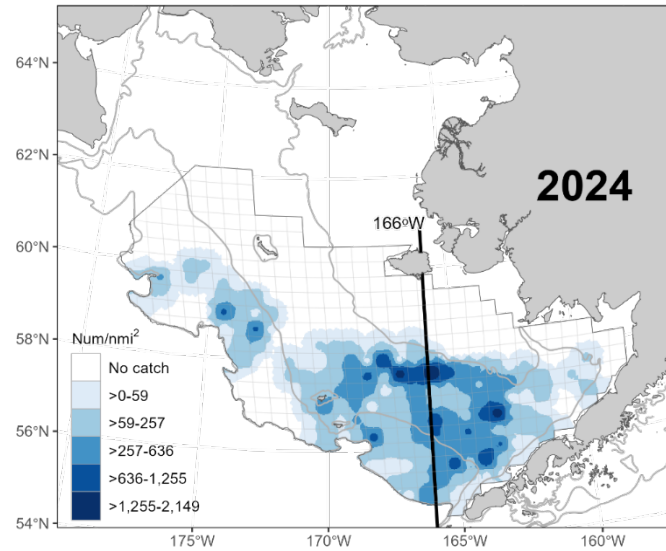 64°N
62°N
2024
166°W
60°N
58°N
Num/nmi²
No catch
>0-59
>59-257
56°N
>257-636
>636-1,255
>1,255-2,149
54°N
175°W
170°W
165°W
160°W